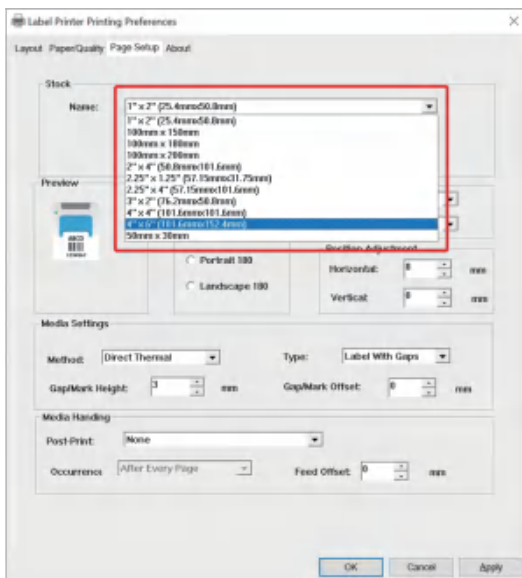 Label Printer Printing Preferences
Layout Paper/Quality Page Setup About
Stock
Name: 1" x 2" (25.4mmx50.8mm)
1" x 2" (25.4mmx50.8mm)
100mm x 150mm
100mm x 180mm
100mm x 200mm
2" x 4" (50.8mmx101.6mm)
2.25" x 1.25" (57.15mmx31.75mm)
2.25" x 4" (57.15mmx101.6mm)
3" x 2" (76.2mmx50.8mm)
4" x 4" (101.6mmx101.6mm)
4" x 6" (101.6mmx152.4mm)
50mm x 30mm
Preview
ABCD
Portrait 180
Landscape 180
Position Adjustment
Horizontal: 0 mm
Vertical: 0 mm
Media Settings
Method: Direct Thermal Type: Label With Gaps
Gap/Mark Height: 3 mm Gap/Mark Offset: 0 mm
Media Handing
Post-Print: None
Occurrence After Every Page Feed Offset: 0 mm
OK Cancel Apply